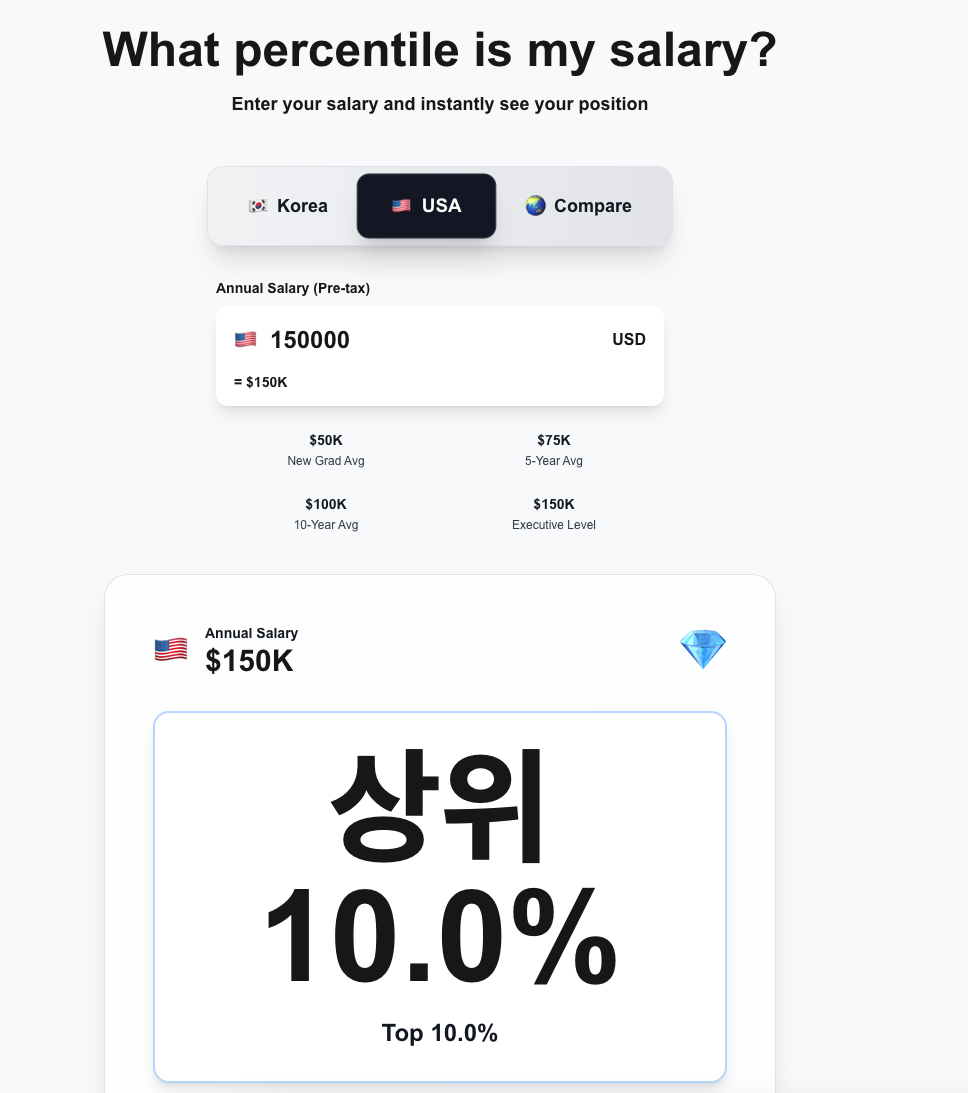 What percentile is my salary?
Enter your salary and instantly see your position
Korea
USA
Compare
Annual Salary (Pre-tax)
150000
USD
= $150K
$50K
New Grad Avg
$75K
5-Year Avg
$100K
10-Year Avg
$150K
Executive Level
Annual Salary
$150K
상위
10.0%
Top 10.0%